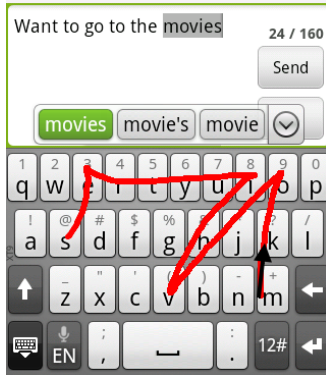 Want to go to the movies
24 / 160
Send
movies movie's movie
1 2 3 4 5 6 7 8 9 0
q w e r t y u i o p
! @ # $ % & ? 
a s d f g h j k l
_ " ' ( ) - +
z x c v b n m
EN ; , : . 12#